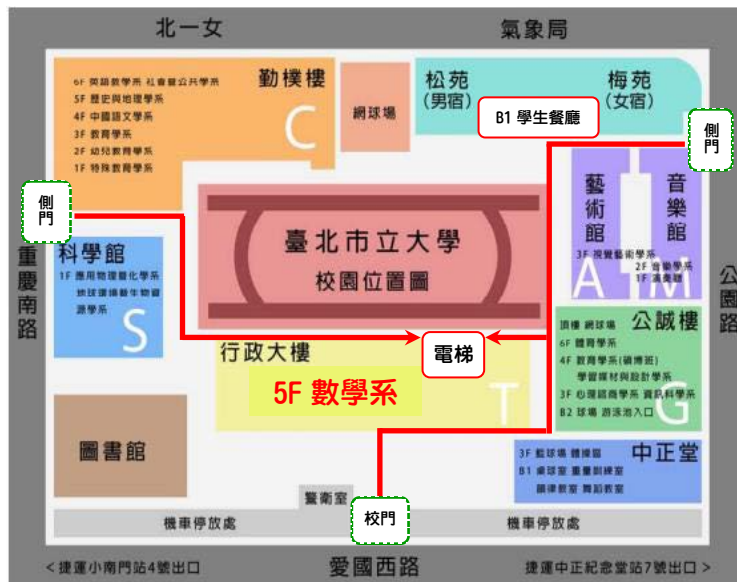 北一女
氣象局
6F 英語教學系 社會暨公共學系
勤樸樓
5F 歷史與地理學系
4F 中國語文學系
3F 教育學系
2F 幼兒教育學系
1F 特殊教育學系
C
網球場
松苑
(男宿)
梅苑
(女宿)
B1 學生餐廳
側門
側門
重慶南路
公園路
臺北市立大學
校園位置圖
藝術館
音樂館
3F 視覺藝術學系
2F 音樂學系
1F 演奏廳
A
M
科學館
1F 應用物理暨化學系
地球環境暨生物資
源學系
S
電梯
行政大樓
5F 數學系
T
頂樓 網球場
公誠樓
6F 體育學系
4F 教育學系(碩博班)
學習媒材與設計學系
3F 心理諮商學系 資訊科學系
B2 球場 游泳池入口
G
圖書館
3F 籃球場 體操區
中正堂
B1 桌球室 重量訓練室
韻律教室 舞蹈教室
警衛室
校門
機車停放處
機車停放處
<捷運小南門站4號出口
愛國西路
捷運中正紀念堂站7號出口>